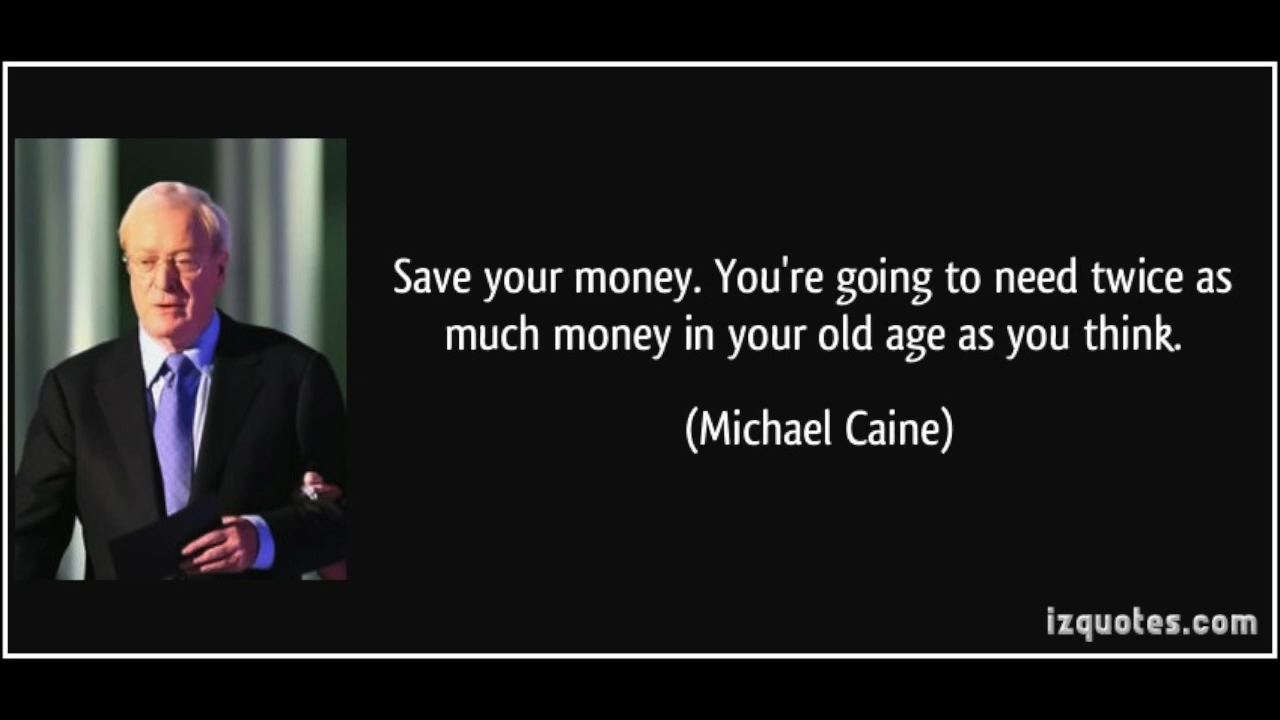 Save your money. You're going to need twice as
much money in your old age as you think.
(Michael Caine)
izquotes.com